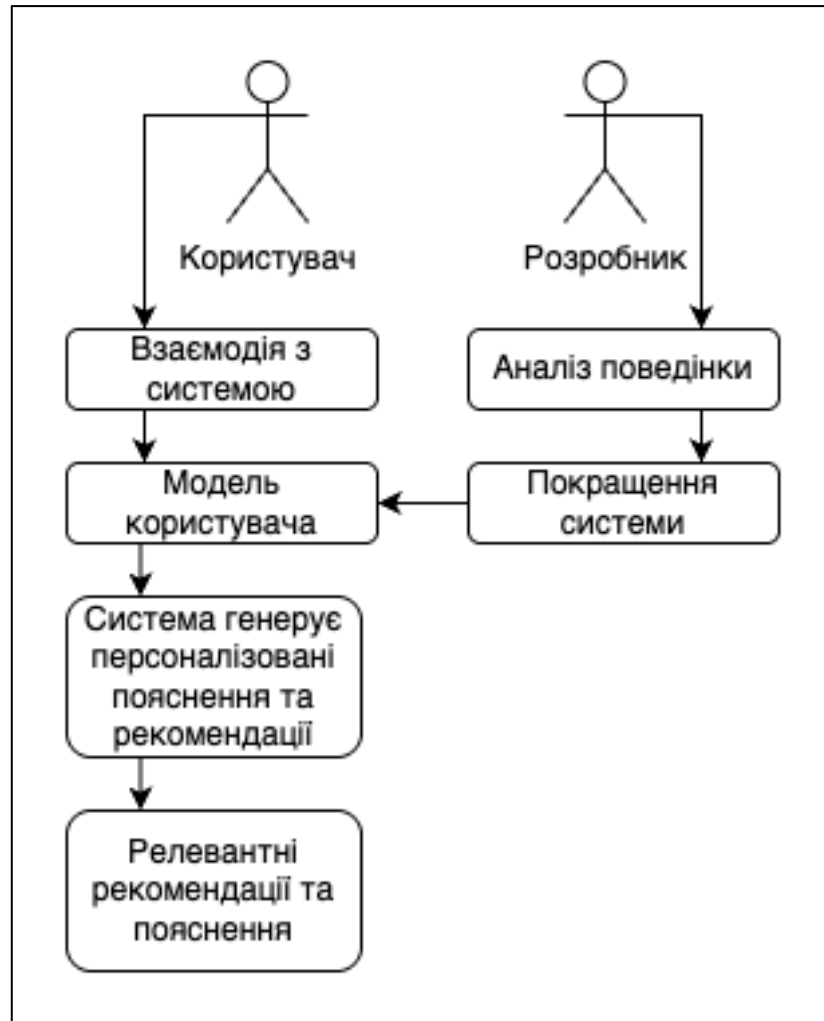 Користувач
Розробник
Взаємодія з
системою
Аналіз поведінки
Модель
користувача
Покращення
системи
Система генерує
персоналізовані
пояснення та
рекомендації
Релевантні
рекомендації та
пояснення